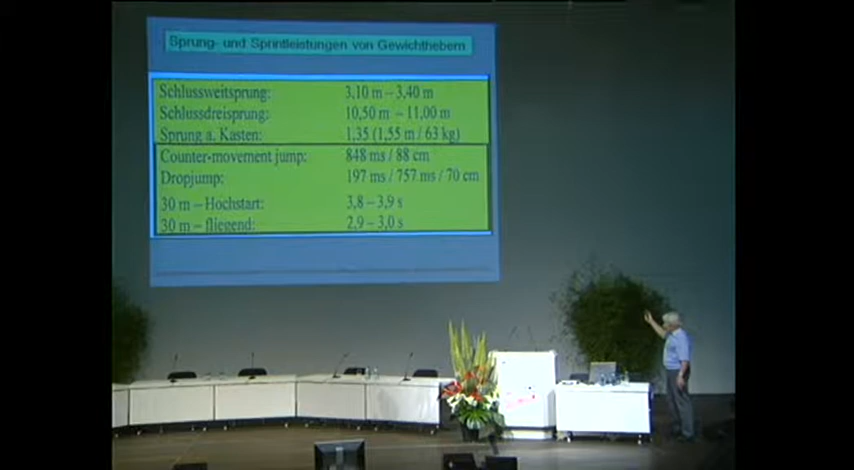 Sprung- und Sprintleistungen von Gewichthebern
Schlussweitsprung: 3,10 m – 3,40 m
Schlussdreisprung: 10,50 m – 11,00 m
Sprung a. Kasten: 1,35 (1,55 m / 63 kg)
Counter-movement jump: 848 ms / 88 cm
Dropjump: 197 ms / 757 ms / 70 cm
30 m – Hochstart: 3,8 – 3,9 s
30 m – fliegend: 2,9 – 3,0 s